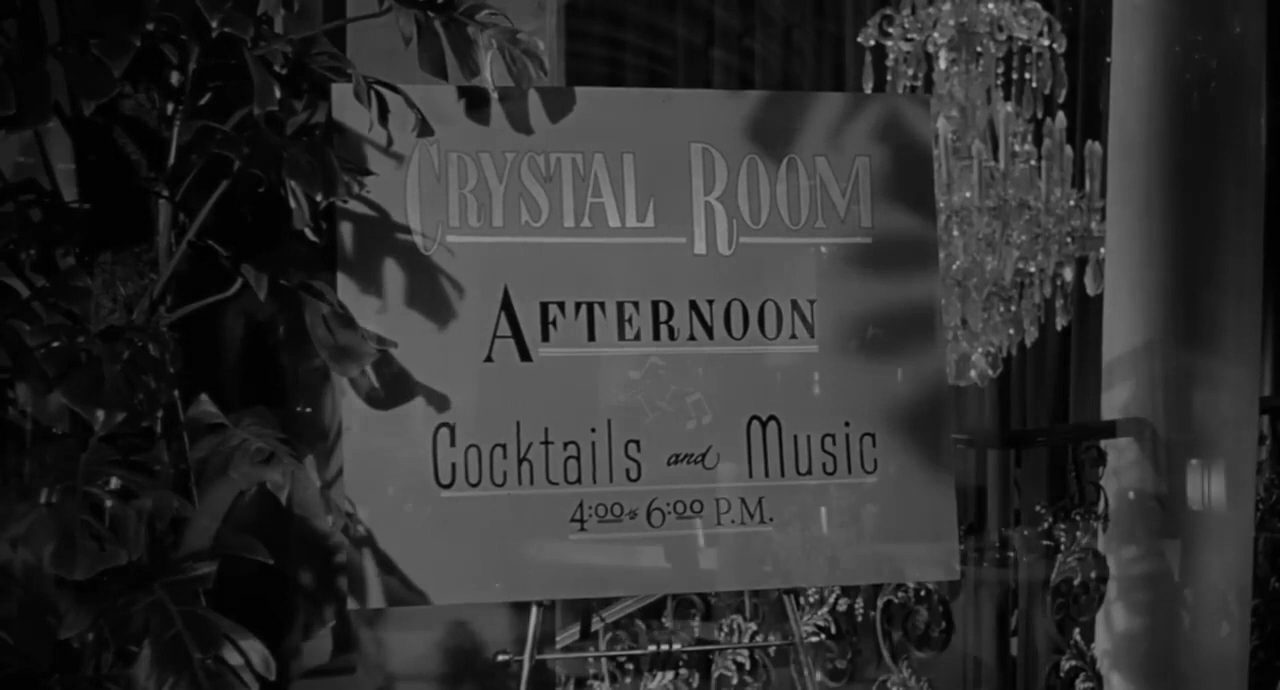 CRYSTAL ROOM
AFTERNOON
Cocktails and Music
4:00 to 6:00 P.M.